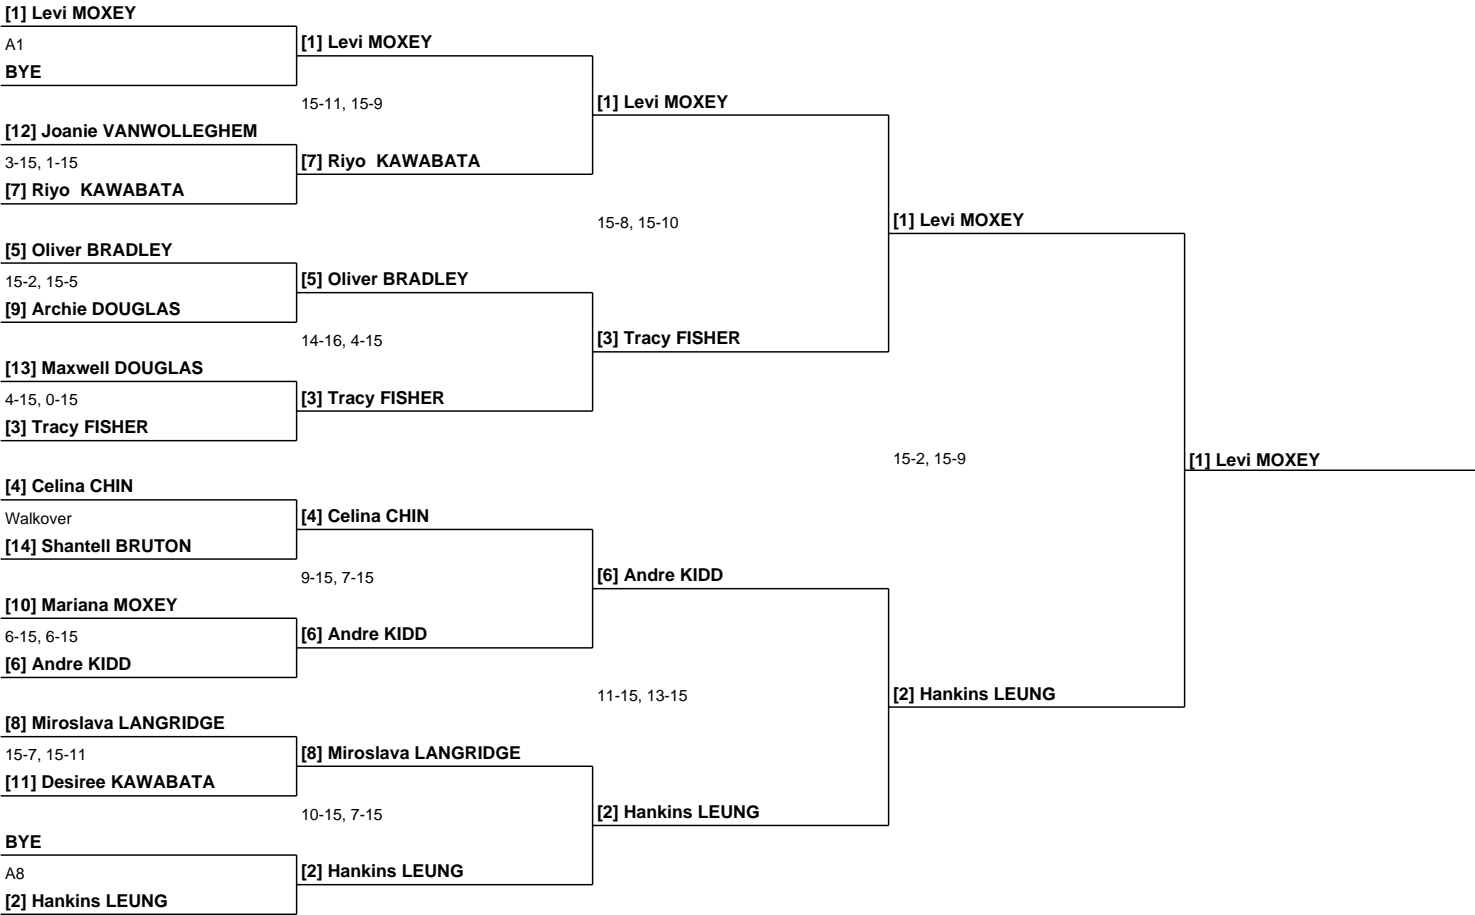 [1] Levi MOXEY
A1
BYE
[12] Joanie VANWOLLEGHEM
3-15, 1-15
[7] Riyo  KAWABATA
[5] Oliver BRADLEY
15-2, 15-5
[9] Archie DOUGLAS
[13] Maxwell DOUGLAS
4-15, 0-15
[3] Tracy FISHER
[4] Celina CHIN
Walkover
[14] Shantell BRUTON
[10] Mariana MOXEY
6-15, 6-15
[6] Andre KIDD
[8] Miroslava LANGRIDGE
15-7, 15-11
[11] Desiree KAWABATA
BYE
A8
[2] Hankins LEUNG
[1] Levi MOXEY
15-11, 15-9
[7] Riyo  KAWABATA
[5] Oliver BRADLEY
14-16, 4-15
[3] Tracy FISHER
[4] Celina CHIN
9-15, 7-15
[6] Andre KIDD
[8] Miroslava LANGRIDGE
10-15, 7-15
[2] Hankins LEUNG
[1] Levi MOXEY
15-8, 15-10
[3] Tracy FISHER
[6] Andre KIDD
11-15, 13-15
[2] Hankins LEUNG
[1] Levi MOXEY
15-2, 15-9
[2] Hankins LEUNG
[1] Levi MOXEY